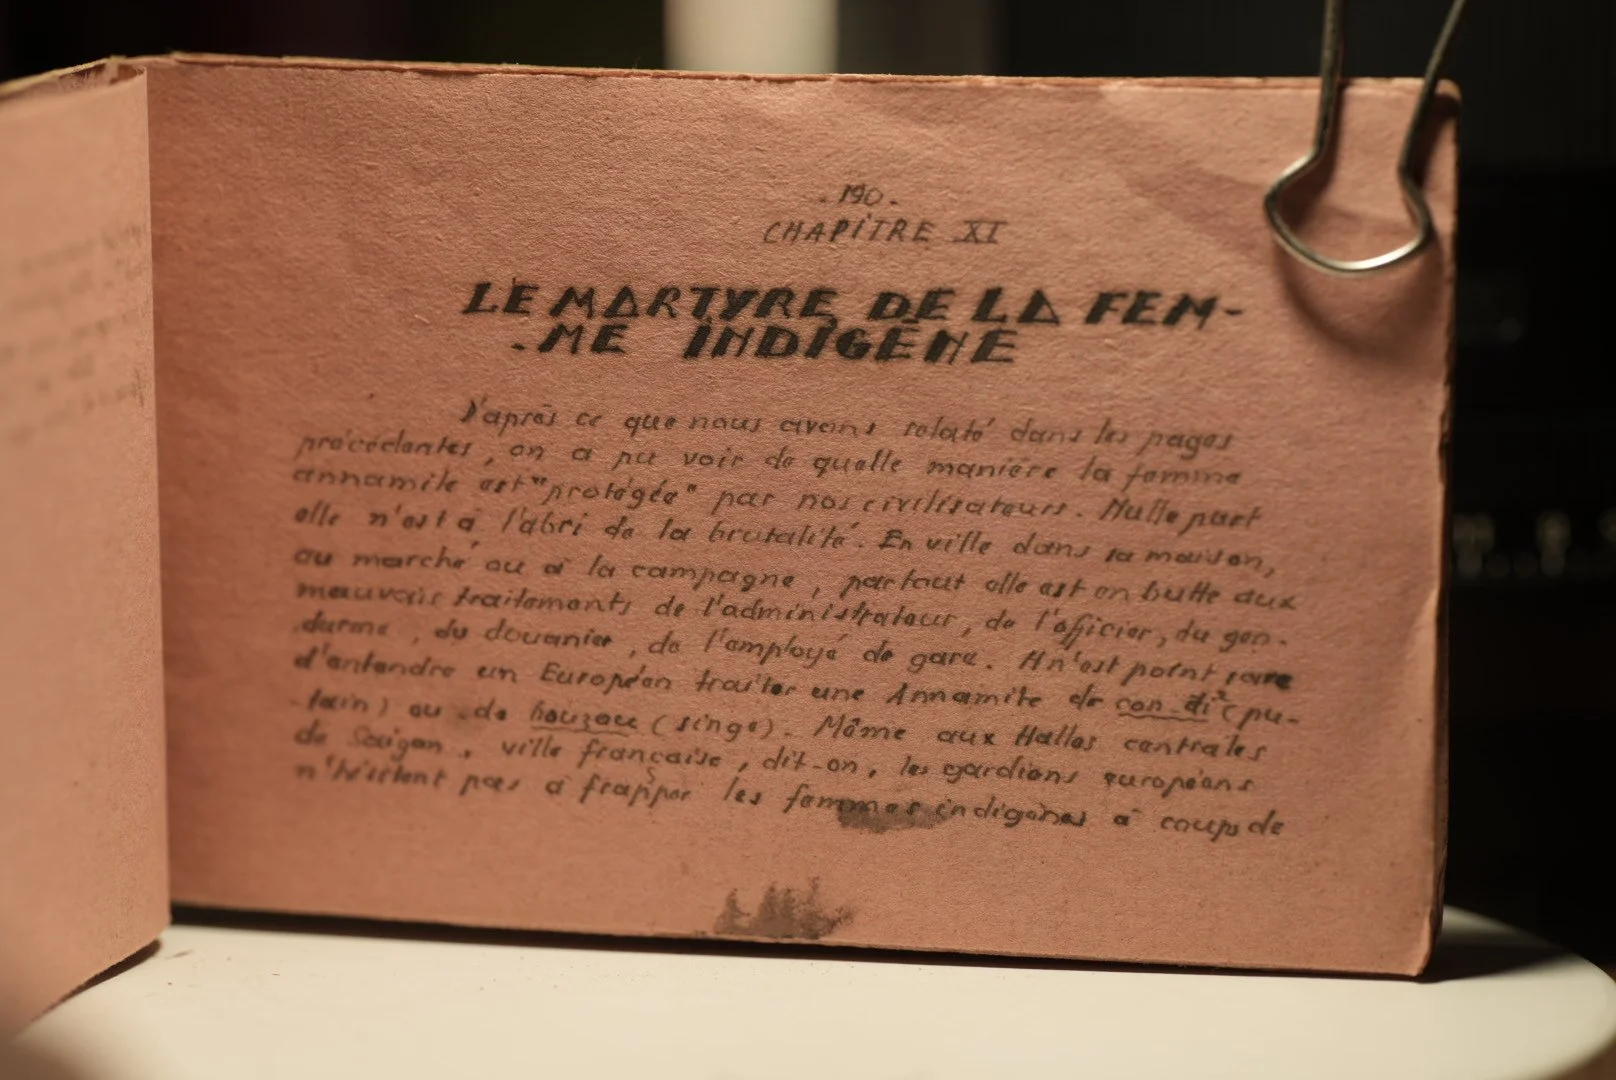 - 190 -
CHAPITRE XI
LE MARTYRE DE LA FEM-
-ME INDIGÈNE
D'après ce que nous avons relaté dans les pages
précédentes, on a pu voir de quelle manière la femme
annamite est "protégée" par nos civilisateurs. Nulle part
elle n'est à l'abri de la brutalité. En ville dans sa maison,
au marché ou à la campagne, partout elle est en butte aux
mauvais traitements de l'administrateur, de l'officier, du gen-
darme, du douanier, de l'employé de gare. Il n'est point rare
d'entendre un Européen traiter une Annamite de con di (pu-
-tain) ou de bouzou (singe). Même aux Halles centrales
de Saigon, ville française, dit-on, les gardiens européens
n'hésitent pas à frapper les femmes indigènes à coups de